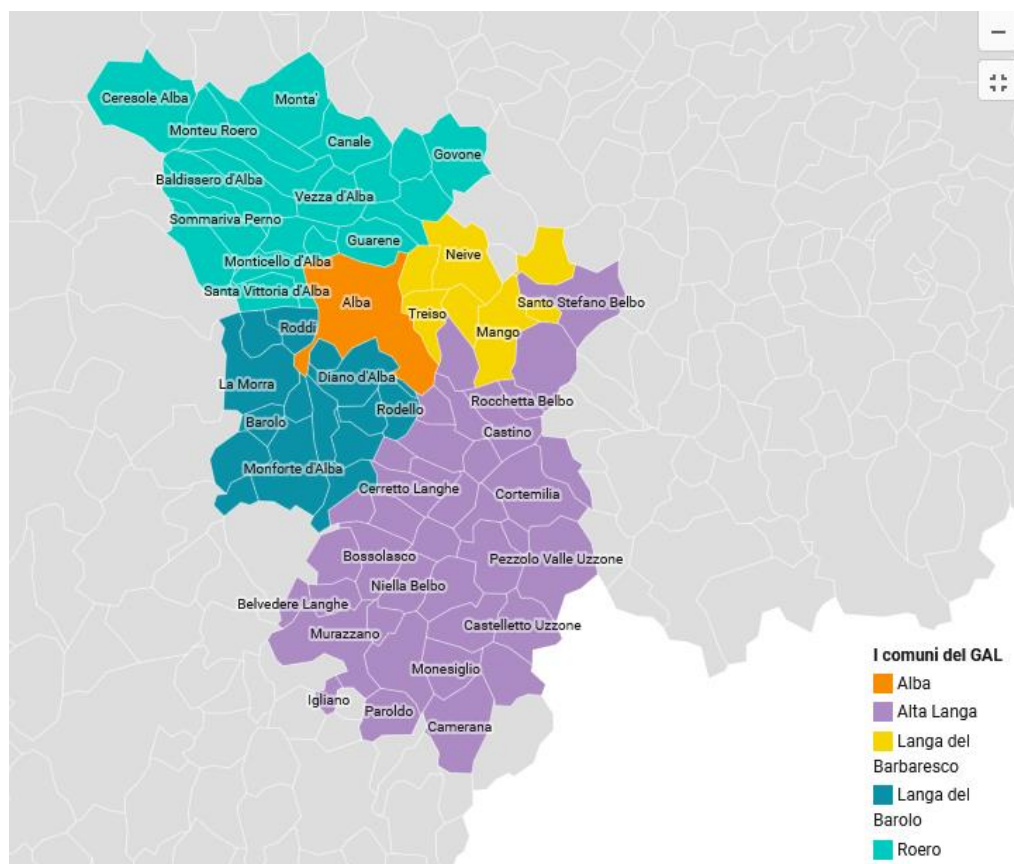 Ceresole Alba
Monta'
Monteu Roero
Canale
Govone
Baldissero d'Alba
Vezza d'Alba
Sommariva Perno
Guarene
Neive
Monticello d'Alba
Santa Vittoria d'Alba
Alba
Santo Stefano Belbo
Treiso
Roddi
Mango
Diano d'Alba
La Morra
Rocchetta Belbo
Rodello
Barolo
Castino
Monforte d'Alba
Cerretto Langhe
Cortemilia
Bossolasco
Pezzolo Valle Uzzone
Niella Belbo
Belvedere Langhe
Castelletto Uzzone
Murazzano
Monesiglio
Igliano
Paroldo
Camerana
I comuni del GAL
Alba
Alta Langa
Langa del
Barbaresco
Langa del
Barolo
Roero